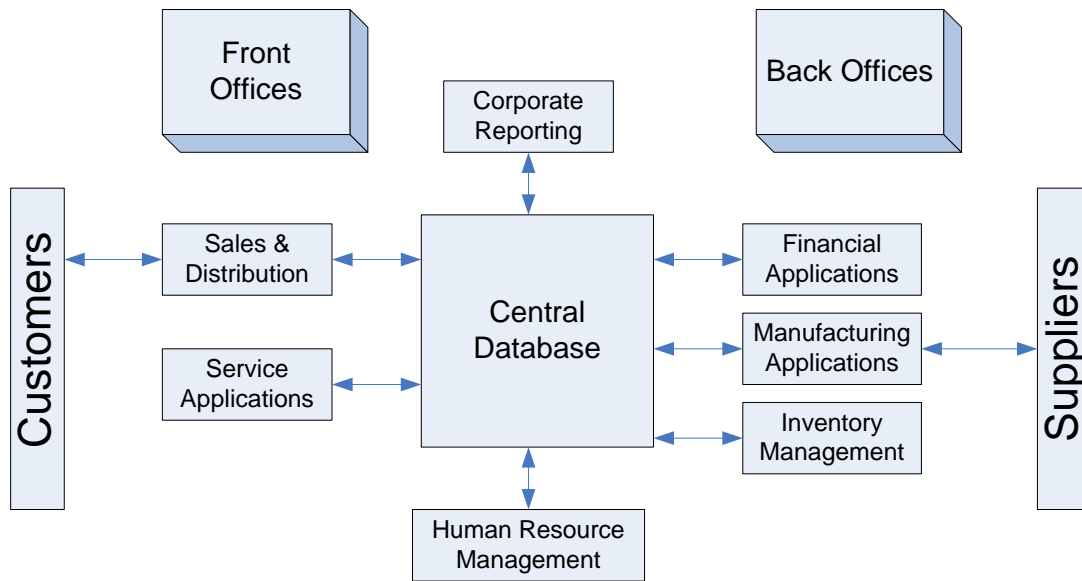 Front
Offices
Back Offices
Corporate
Reporting
Customers
Sales &
Distribution
Service
Applications
Central
Database
Financial
Applications
Manufacturing
Applications
Inventory
Management
Suppliers
Human Resource
Management